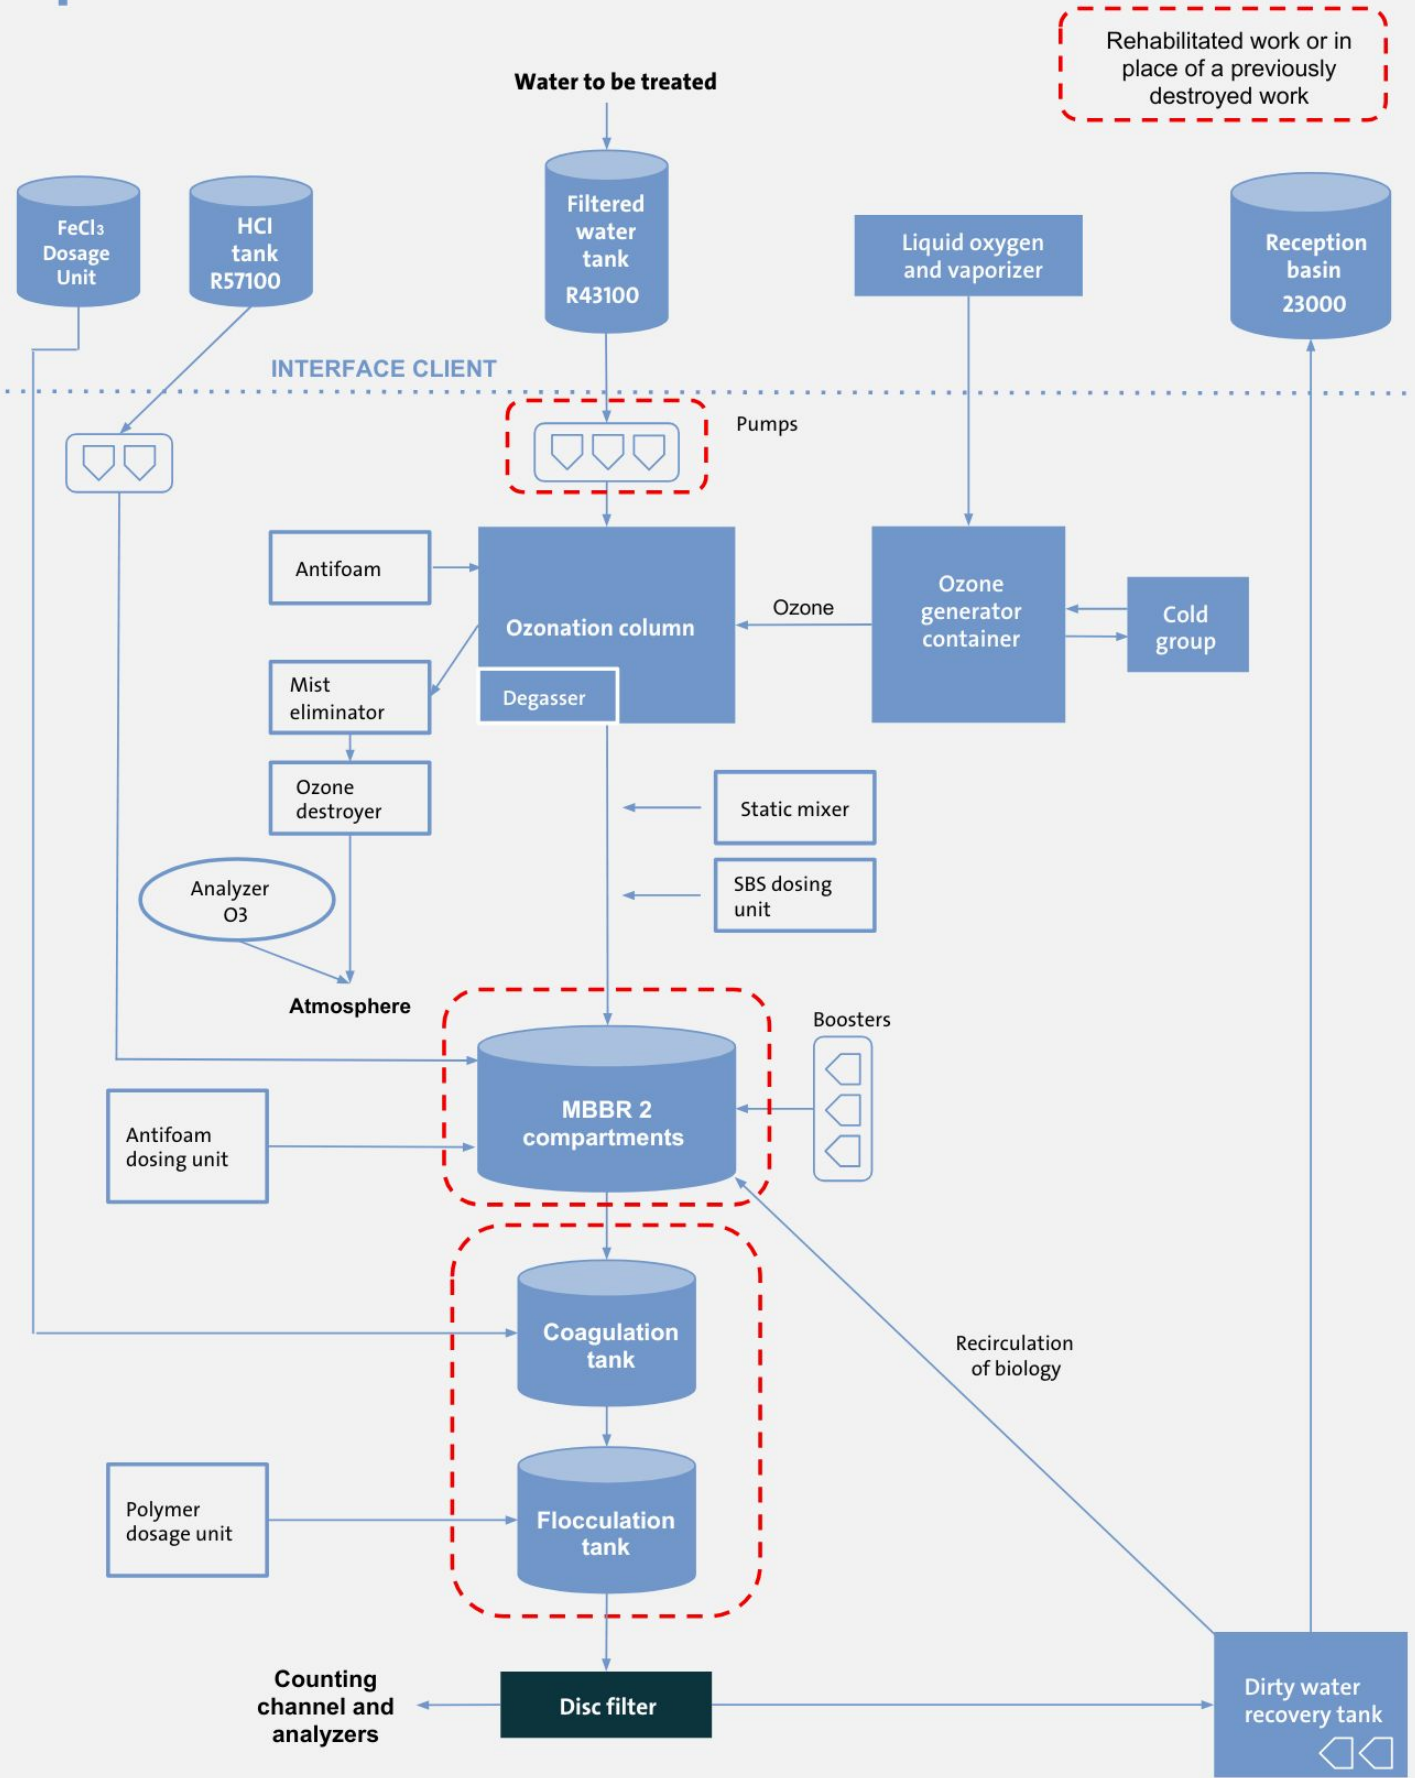 Rehabilitated work or in
place of a previously
destroyed work
Water to be treated
FeCl₃
Dosage
Unit
HCl
tank
R57100
Filtered
water
tank
R43100
Liquid oxygen
and vaporizer
Reception
basin
23000
INTERFACE CLIENT
Pumps
Antifoam
Ozonation column
Degasser
Ozone
Ozone
generator
container
Cold
group
Mist
eliminator
Ozone
destroyer
Static mixer
SBS dosing
unit
Analyzer
O3
Atmosphere
Boosters
MBBR 2
compartments
Antifoam
dosing unit
Coagulation
tank
Recirculation
of biology
Polymer
dosage unit
Flocculation
tank
Counting
channel and
analyzers
Disc filter
Dirty water
recovery tank